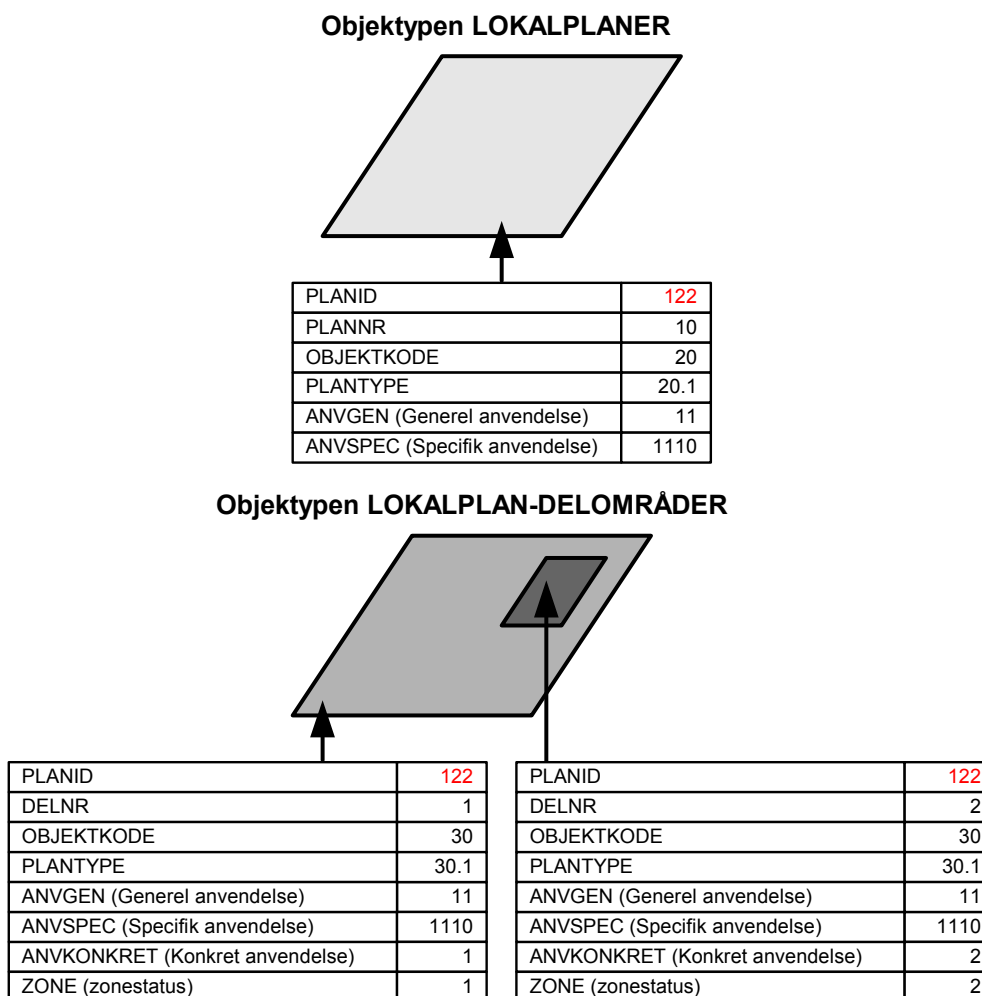 Objektypen LOKALPLANER
PLANID 122
PLANNR 10
OBJEKTKODE 20
PLANTYPE 20.1
ANVGEN (Generel anvendelse) 11
ANVSPEC (Specifik anvendelse) 1110
Objektypen LOKALPLAN-DELOMRÅDER
PLANID 122
DELNR 1
OBJEKTKODE 30
PLANTYPE 30.1
ANVGEN (Generel anvendelse) 11
ANVSPEC (Specifik anvendelse) 1110
ANVKONKRET (Konkret anvendelse) 1
ZONE (zonestatus) 1
PLANID 122
DELNR 2
OBJEKTKODE 30
PLANTYPE 30.1
ANVGEN (Generel anvendelse) 11
ANVSPEC (Specifik anvendelse) 1110
ANVKONKRET (Konkret anvendelse) 2
ZONE (zonestatus) 2